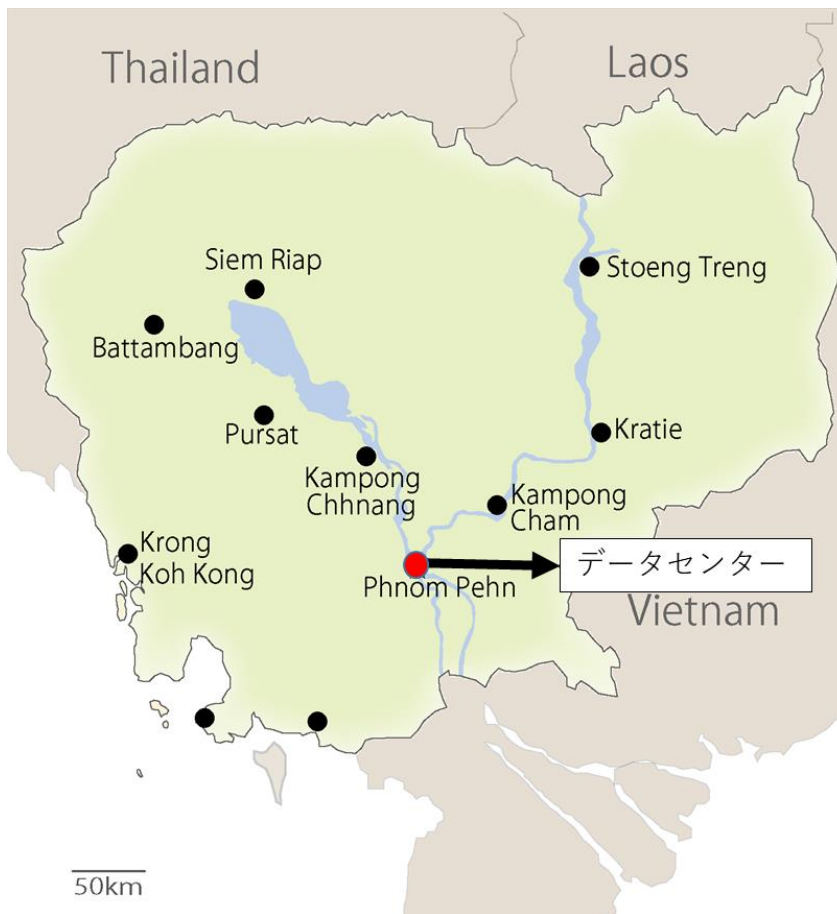 Thailand
Laos
Siem Riap
Stoeng Treng
Battambang
Pursat
Kratie
Kampong
Chhnang
Kampong
Cham
Krong
Koh Kong
データセンター
Phnom Pehn
Vietnam
50km